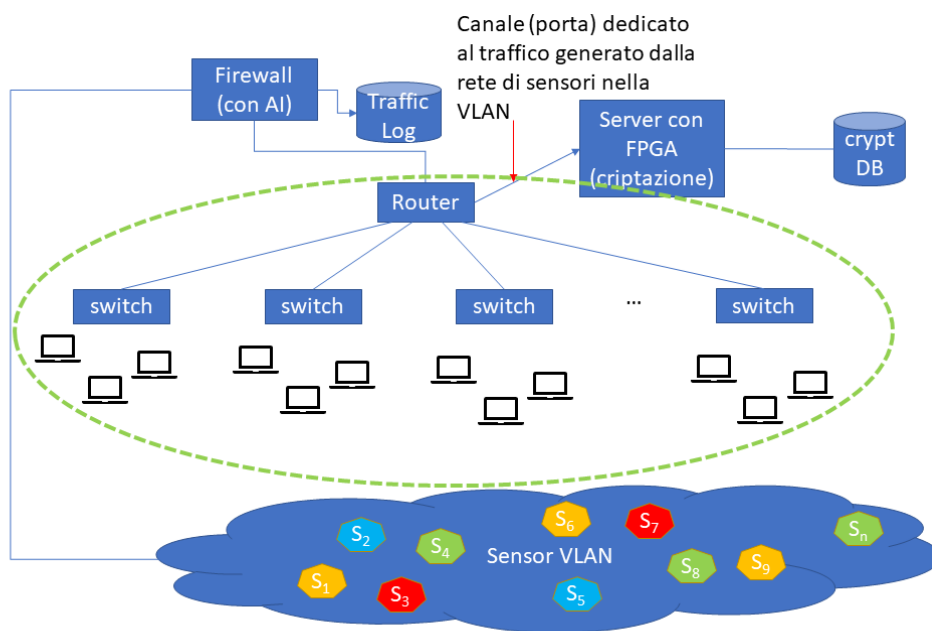 Canale (porta) dedicato
al traffico generato dalla
rete di sensori nella
VLAN
Firewall
(con AI)
Traffic
Log
Server con
FPGA
(criptazione)
crypt
DB
Router
switch
switch
switch
...
switch
S1
S2
S3
S4
S5
S6
S7
S8
S9
Sn
Sensor VLAN